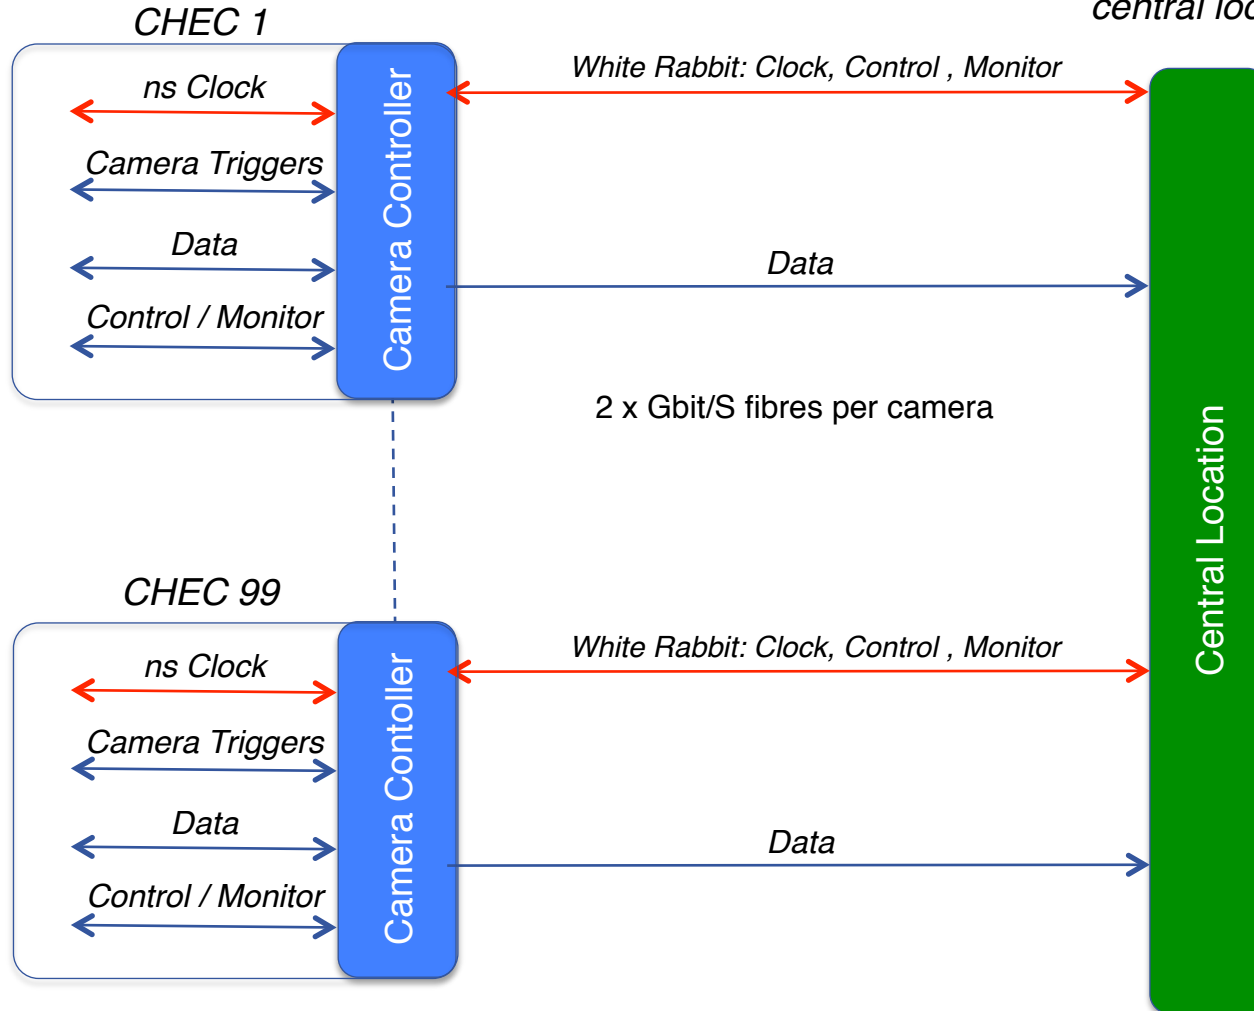 CHEC 1
central loc
ns Clock
Camera Triggers
Data
Control / Monitor
Camera Controller
White Rabbit: Clock, Control , Monitor
Data
2 x Gbit/S fibres per camera
Central Location
CHEC 99
ns Clock
Camera Triggers
Data
Control / Monitor
Camera Contoller
White Rabbit: Clock, Control , Monitor
Data